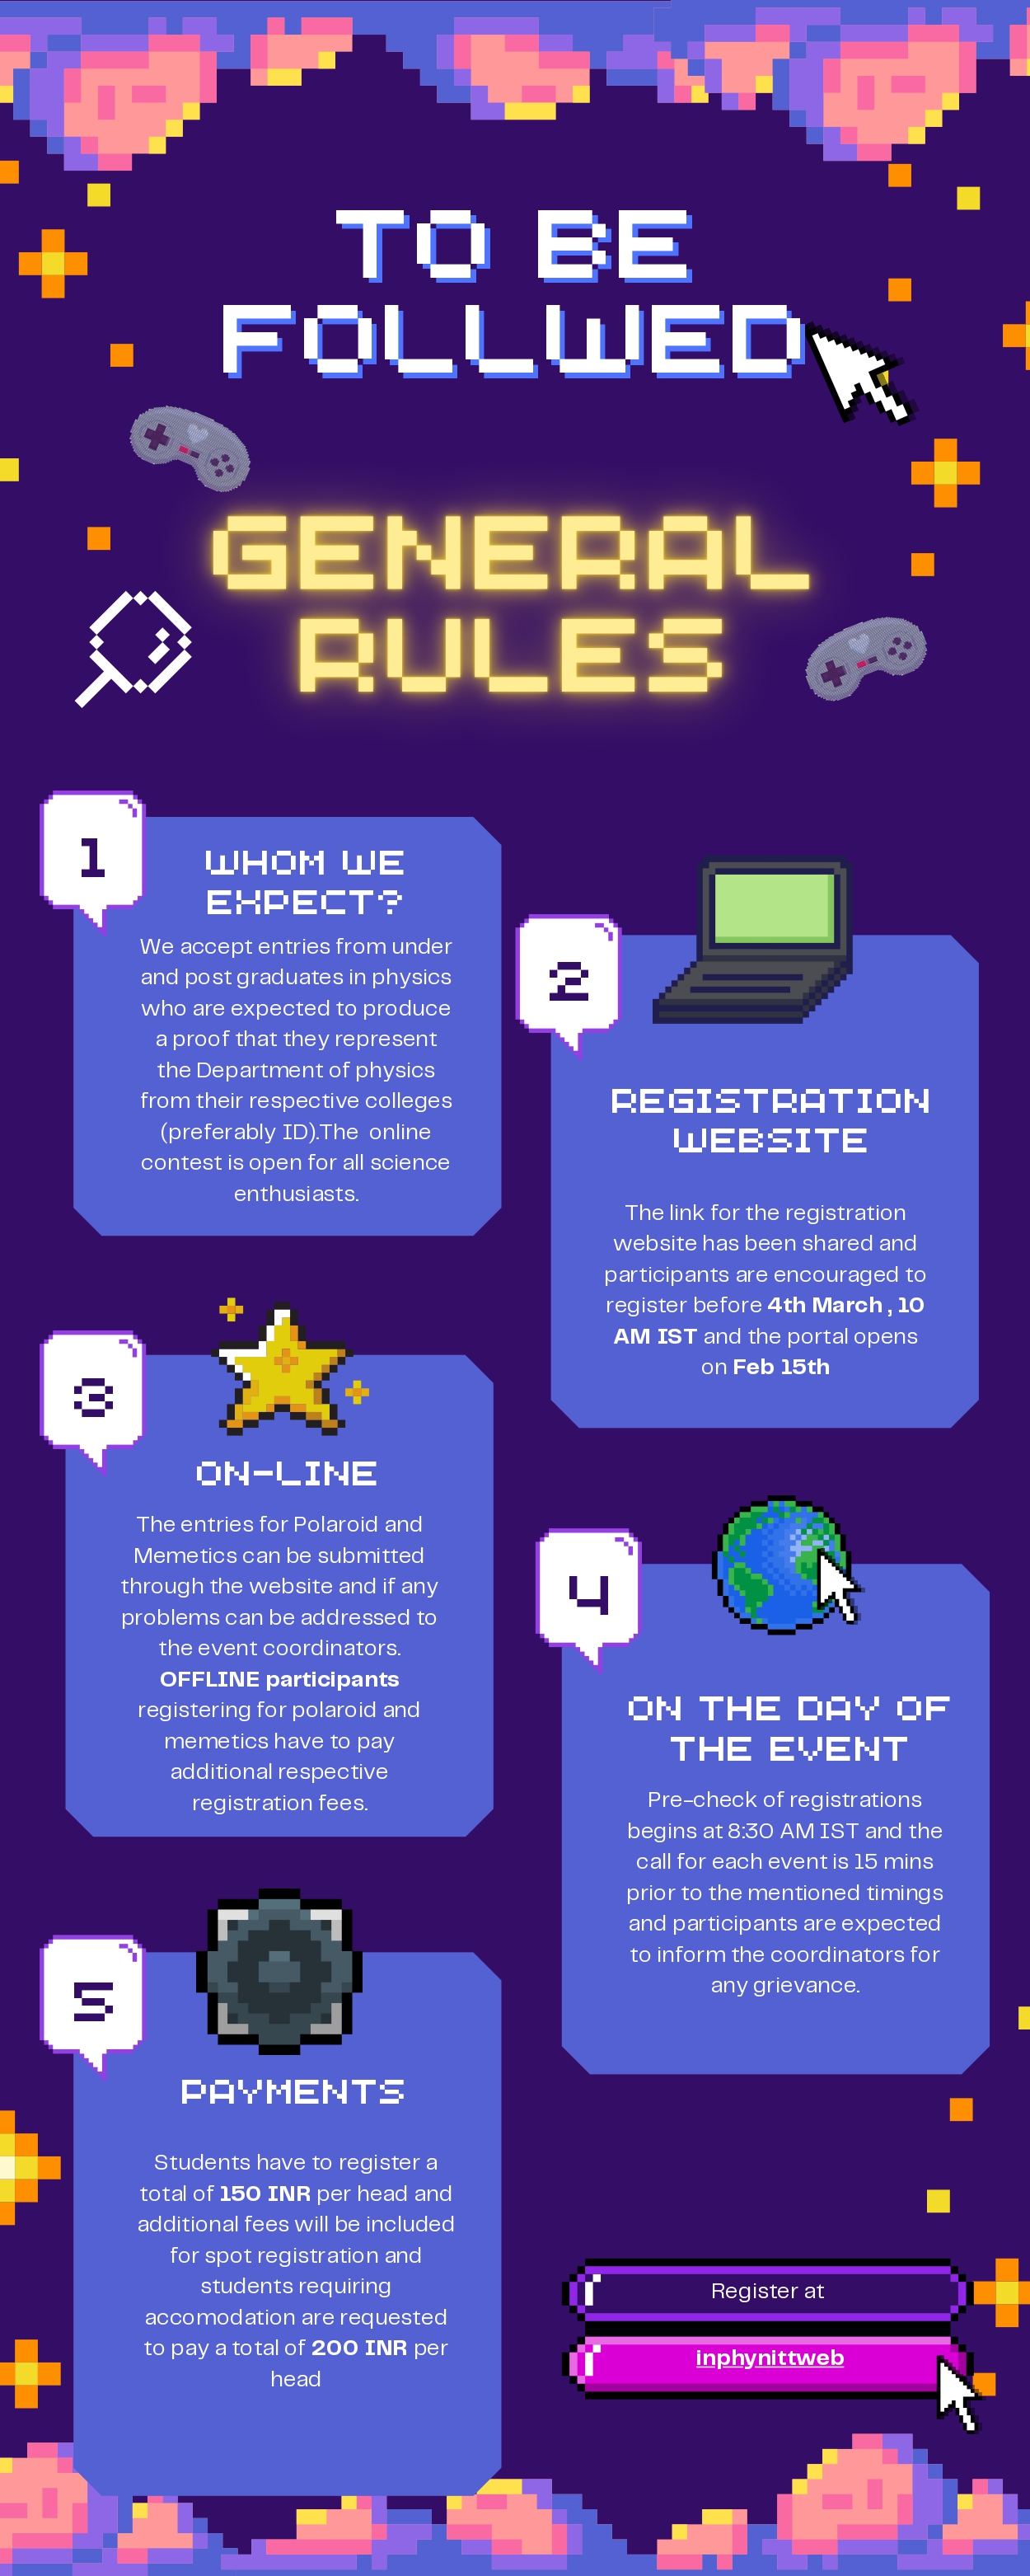 TO BE
FOLLWED
GENERAL
RULES
1
WHOM WE
EXPECT?
We accept entries from under
and post graduates in physics
who are expected to produce
a proof that they represent
the Department of physics
from their respective colleges
(preferably ID).The  online
contest is open for all science
enthusiasts.
2
REGISTRATION
WEBSITE
The link for the registration
website has been shared and
participants are encouraged to
register before 4th March , 10
AM IST and the portal opens
on Feb 15th
3
ON-LINE
The entries for Polaroid and
Memetics can be submitted
through the website and if any
problems can be addressed to
the event coordinators.
OFFLINE participants
registering for polaroid and
memetics have to pay
additional respective
registration fees.
4
ON THE DAY OF
THE EVENT
Pre-check of registrations
begins at 8:30 AM IST and the
call for each event is 15 mins
prior to the mentioned timings
and participants are expected
to inform the coordinators for
any grievance.
5
PAYMENTS
Students have to register a
total of 150 INR per head and
additional fees will be included
for spot registration and
students requiring
accomodation are requested
to pay a total of 200 INR per
head
Register at
inphynittweb